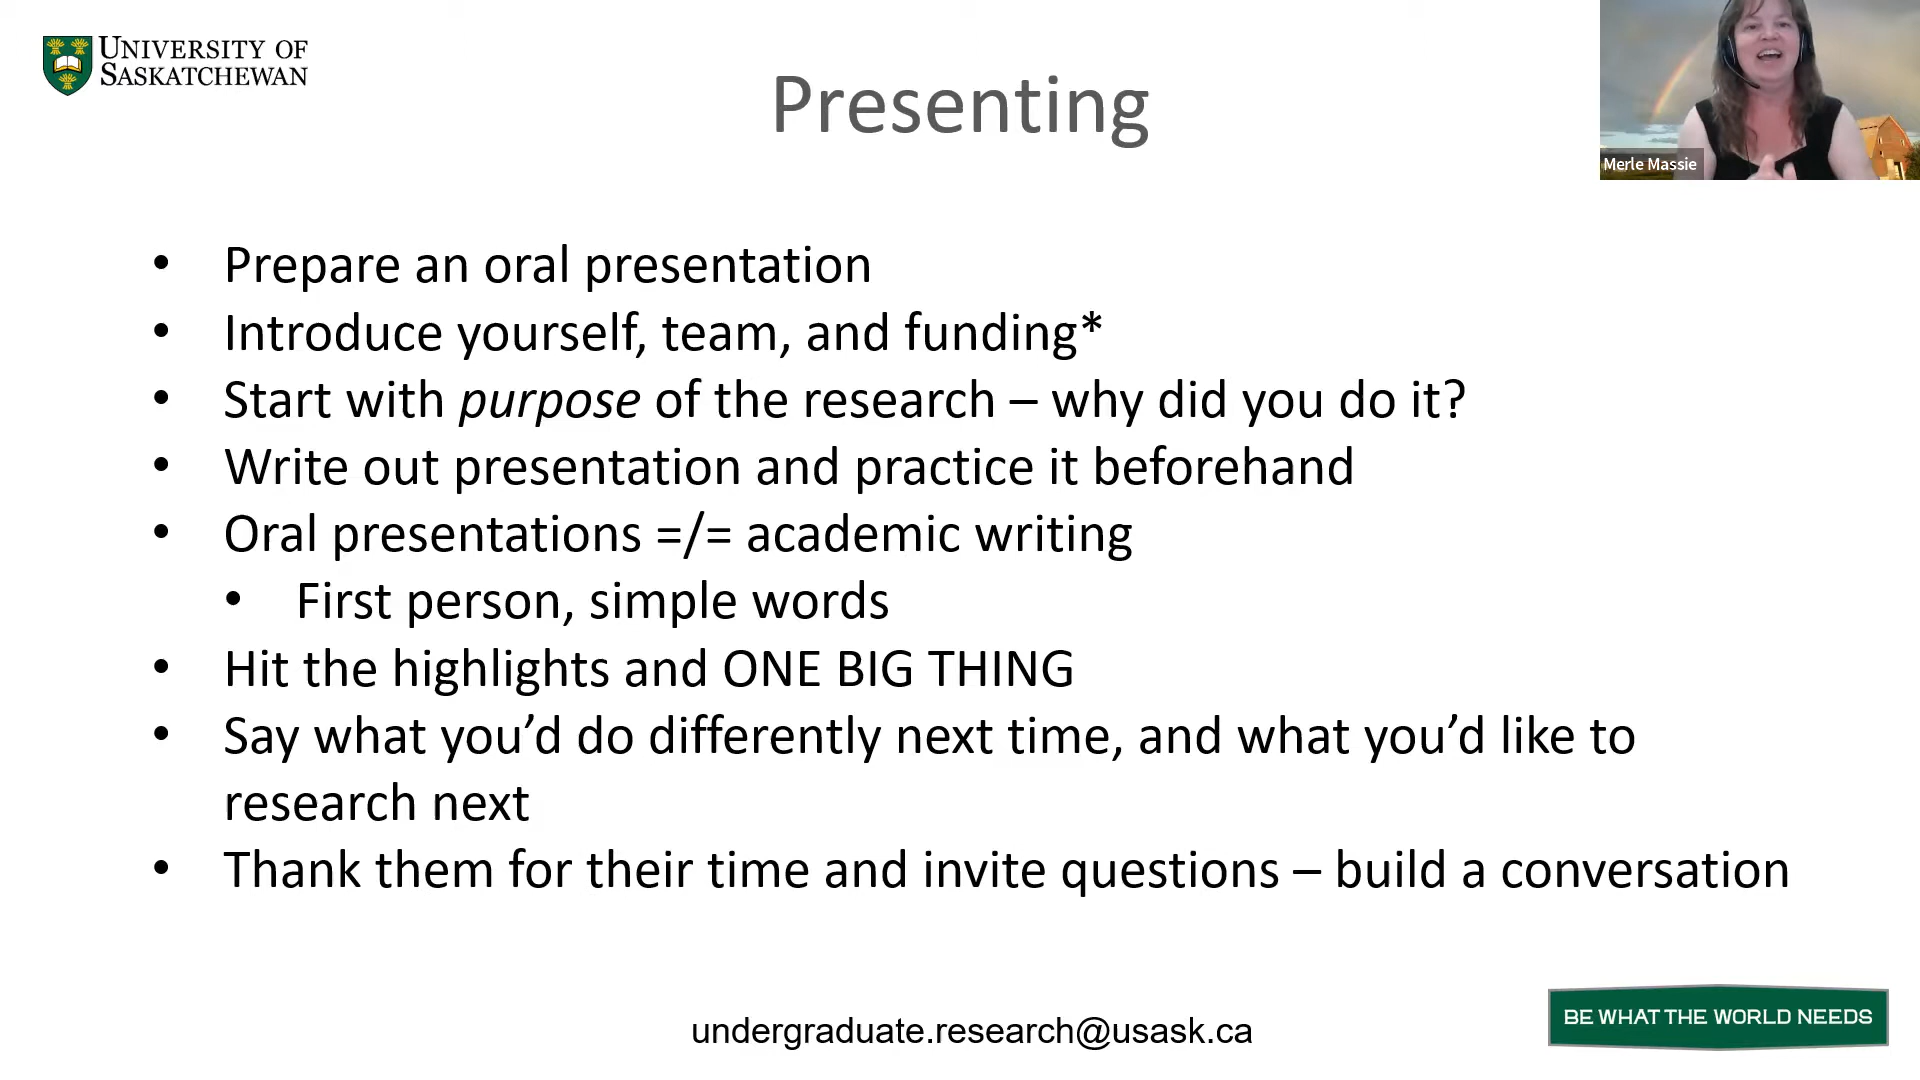 UNIVERSITY OF
SASKATCHEWAN
Presenting
Merle Massie
• Prepare an oral presentation
• Introduce yourself, team, and funding*
• Start with purpose of the research – why did you do it?
• Write out presentation and practice it beforehand
• Oral presentations =/= academic writing
• First person, simple words
• Hit the highlights and ONE BIG THING
• Say what you’d do differently next time, and what you’d like to
research next
• Thank them for their time and invite questions – build a conversation
undergraduate.research@usask.ca
BE WHAT THE WORLD NEEDS